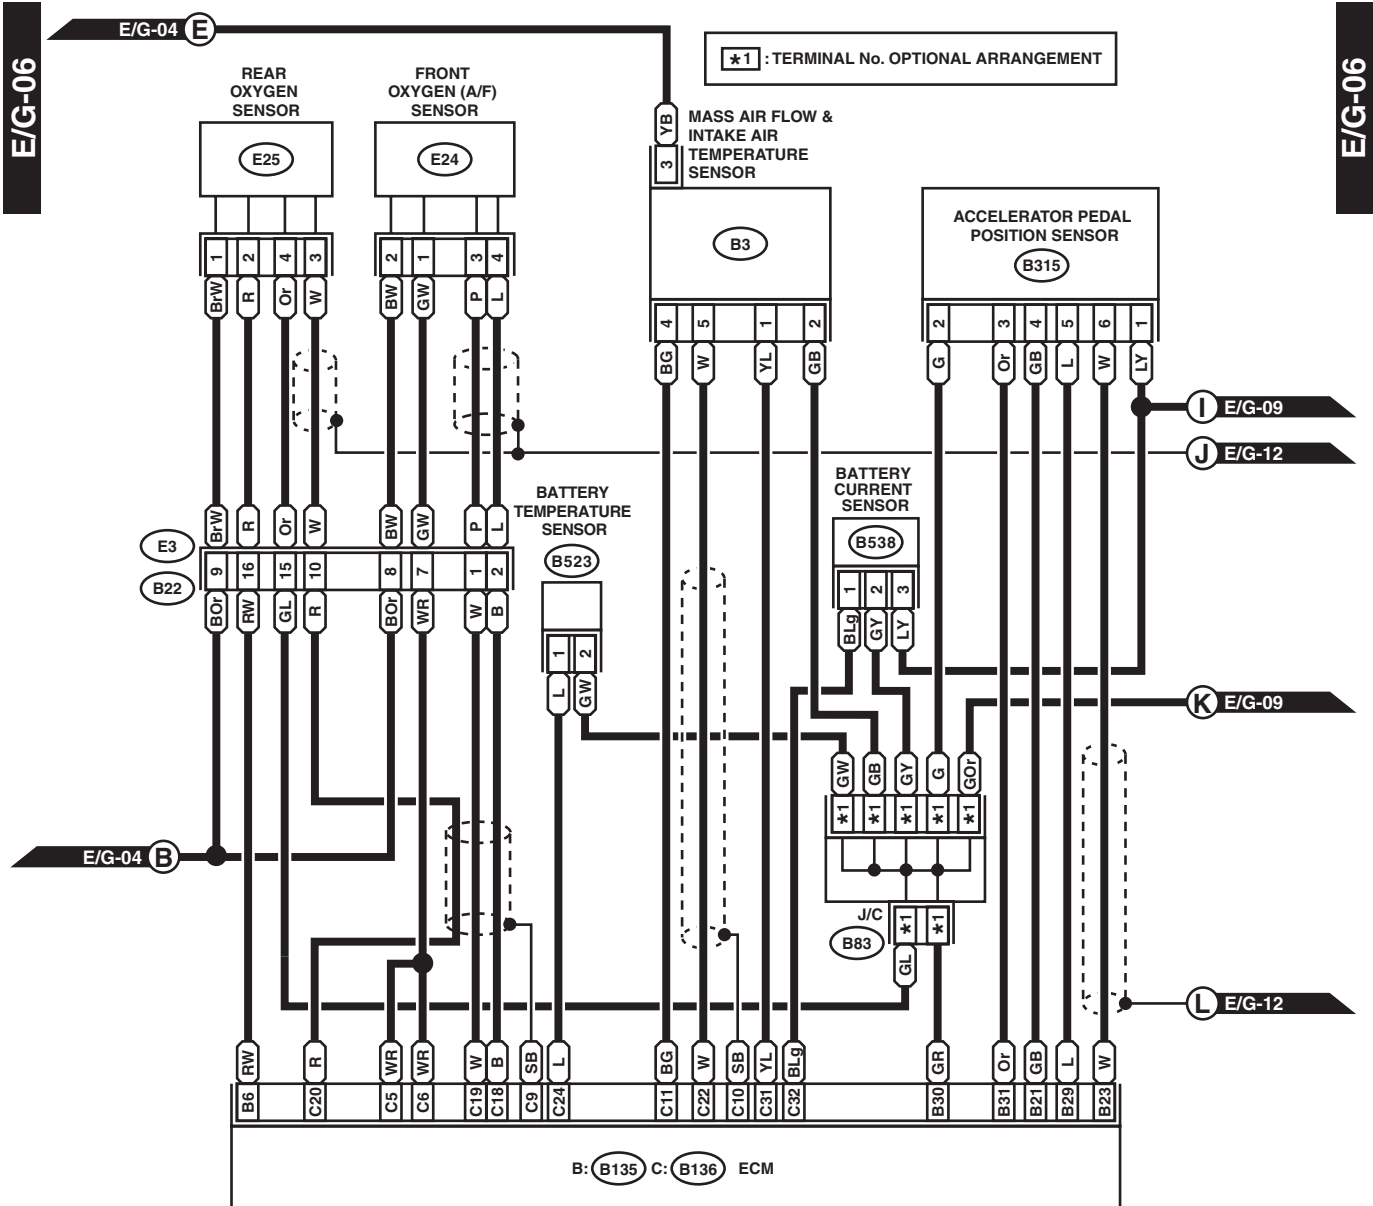 E/G-06
E/G-04 E
*1 : TERMINAL No. OPTIONAL ARRANGEMENT
E/G-06
REAR
OXYGEN
SENSOR
E25
FRONT
OXYGEN (A/F)
SENSOR
E24
YB
3
MASS AIR FLOW &
INTAKE AIR
TEMPERATURE
SENSOR
B3
ACCELERATOR PEDAL
POSITION SENSOR
B315
1 2 4 3 2 1 3 4
BrW R Or W BW GW P L
4 5 1 2 2 3 4 5 6 1
BG W YL GB G Or GB L W LY
I E/G-09
J E/G-12
BATTERY
CURRENT
SENSOR
B538
1 2 3
BLg GY LY
BATTERY
TEMPERATURE
SENSOR
B523
1 2
L GW
BrW R Or W BW GW P L
E3
B22
9 16 15 10 8 7 1 2
BOr RW GL R BOr WR W B
K E/G-09
GW GB GY G GOr
*1 *1 *1 *1 *1
E/G-04 B
J/C
B83
*1 *1
GL
L E/G-12
RW R WR WR W B SB L BG W SB YL BLg GR Or GB L W
B6 C20 C5 C6 C19 C18 C9 C24 C11 C22 C10 C31 C32 B30 B31 B21 B29 B23
B: B135 C: B136 ECM